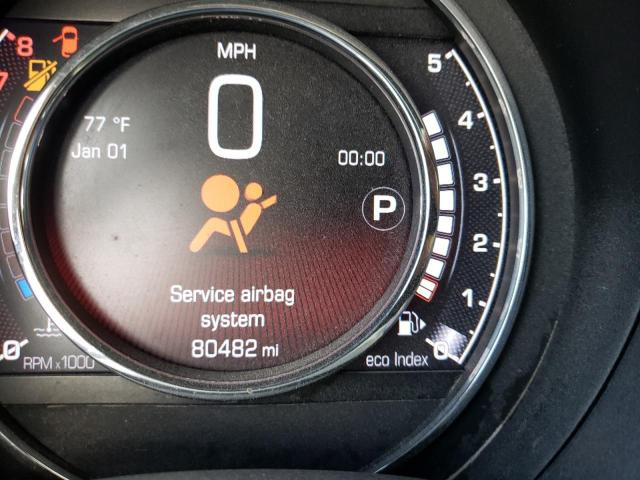 MPH
0
77 °F
Jan 01
00:00
P
Service airbag
system
80482 mi
8
7
0
RPM x1000
5
4
3
2
1
0
eco Index